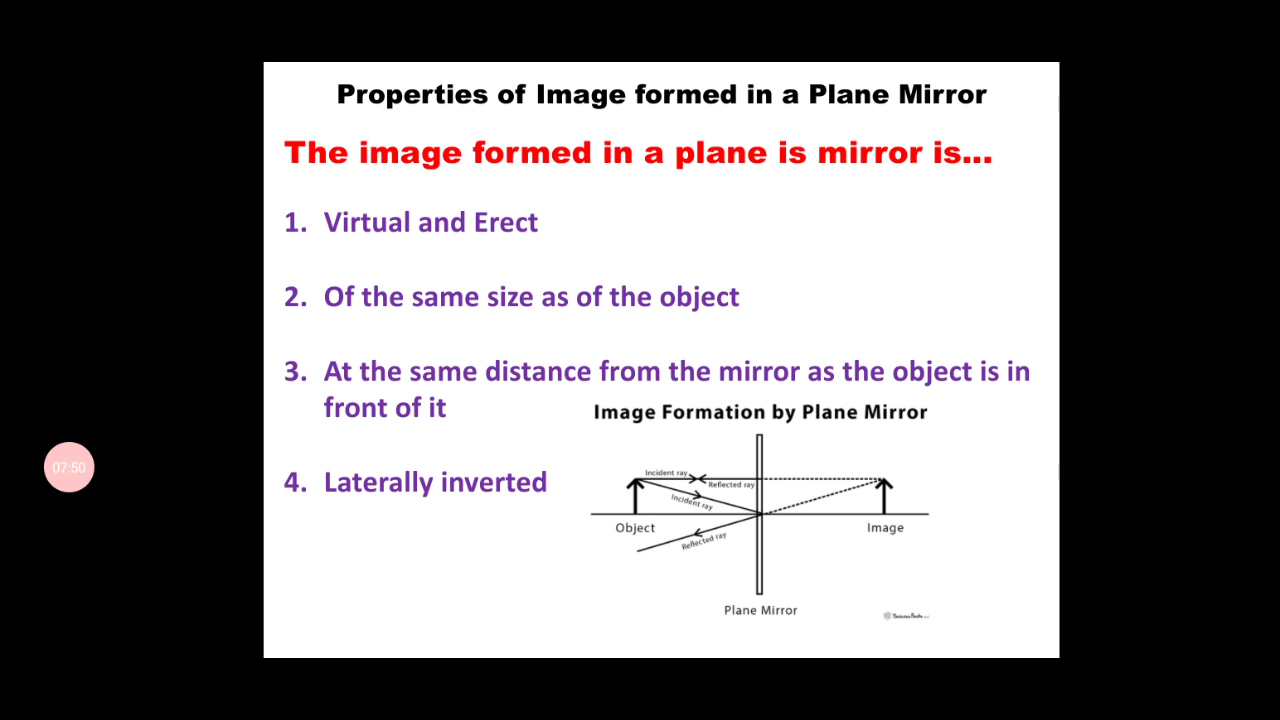 Properties of Image formed in a Plane Mirror
The image formed in a plane is mirror is...
1. Virtual and Erect
2. Of the same size as of the object
3. At the same distance from the mirror as the object is in
front of it
Image Formation by Plane Mirror
07:50
4. Laterally inverted
Incident ray
Reflected ray
Incident ray
Object
Image
Reflected ray
Plane Mirror